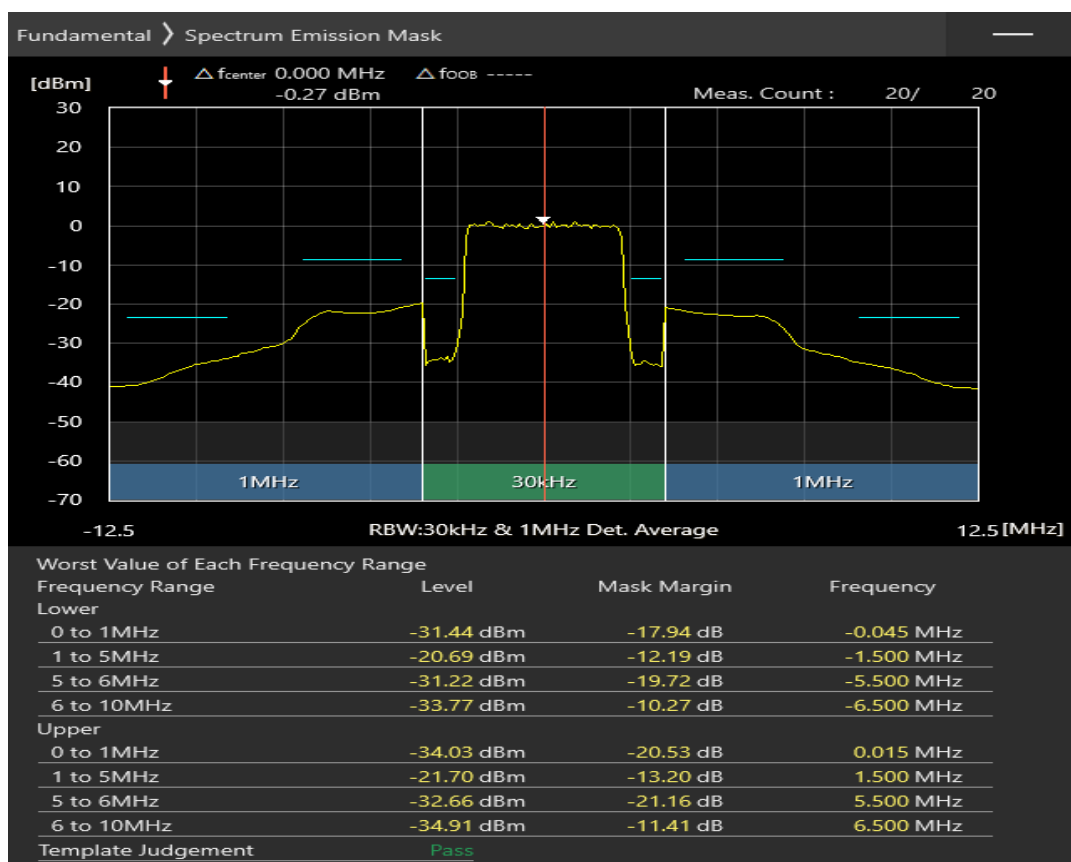 Fundamental ❯ Spectrum Emission Mask
[dBm] △ fcenter 0.000 MHz △ fOOB -----
-0.27 dBm Meas. Count : 20/ 20
30
20
10
0
-10
-20
-30
-40
-50
-60
-70
1MHz 30kHz 1MHz
-12.5 RBW:30kHz & 1MHz Det. Average 12.5 [MHz]
Worst Value of Each Frequency Range
Frequency Range Level Mask Margin Frequency
Lower
0 to 1MHz -31.44 dBm -17.94 dB -0.045 MHz
1 to 5MHz -20.69 dBm -12.19 dB -1.500 MHz
5 to 6MHz -31.22 dBm -19.72 dB -5.500 MHz
6 to 10MHz -33.77 dBm -10.27 dB -6.500 MHz
Upper
0 to 1MHz -34.03 dBm -20.53 dB 0.015 MHz
1 to 5MHz -21.70 dBm -13.20 dB 1.500 MHz
5 to 6MHz -32.66 dBm -21.16 dB 5.500 MHz
6 to 10MHz -34.91 dBm -11.41 dB 6.500 MHz
Template Judgement Pass